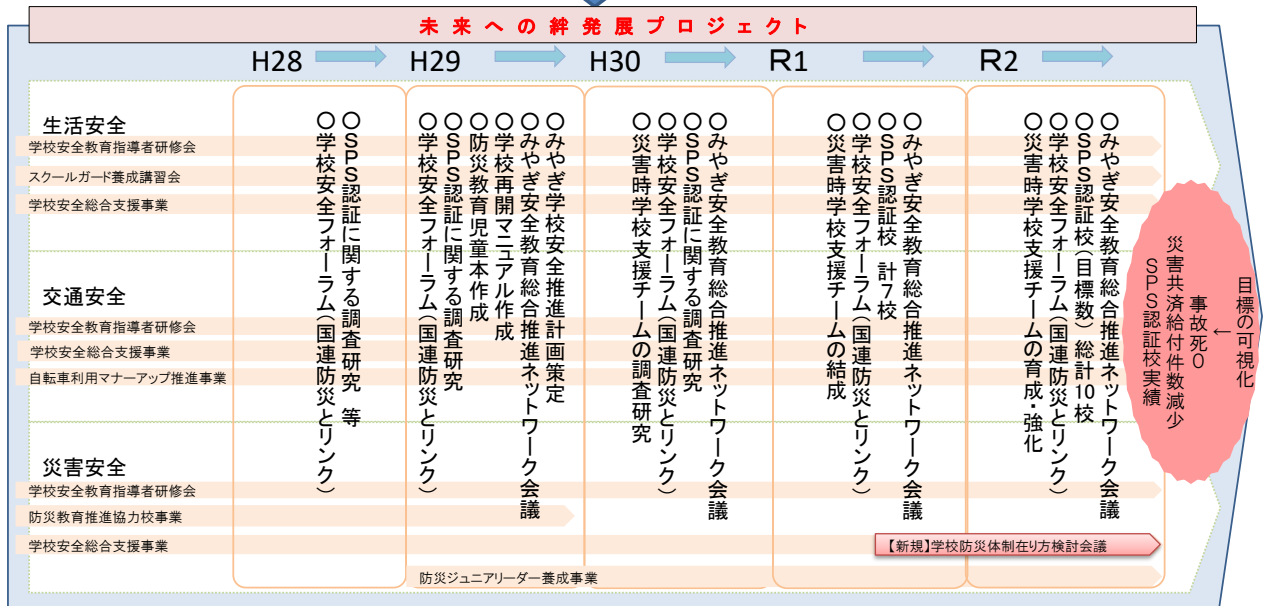 未来への絆発展プロジェクト
H28
H29
H30
R1
R2
生活安全
学校安全教育指導者研修会
スクールガード養成講習会
学校安全総合支援事業
交通安全
学校安全教育指導者研修会
学校安全総合支援事業
自転車利用マナーアップ推進事業
災害安全
学校安全教育指導者研修会
防災教育推進協力校事業
学校安全総合支援事業
○SPS認証に関する調査研究 等
○学校安全フォーラム(国連防災とリンク)
○みやぎ学校安全推進計画策定
○みやぎ安全教育総合推進ネットワーク会議
○学校再開マニュアル作成
○防災教育児童本作成
○SPS認証に関する調査研究
○学校安全フォーラム(国連防災とリンク)
○みやぎ安全教育総合推進ネットワーク会議
○SPS認証に関する調査研究
○学校安全フォーラム(国連防災とリンク)
○災害時学校支援チームの調査研究
○みやぎ安全教育総合推進ネットワーク会議
○SPS認証校 計7校
○学校安全フォーラム(国連防災とリンク)
○災害時学校支援チームの結成
○みやぎ安全教育総合推進ネットワーク会議
○SPS認証校(目標数)総計10校
○学校安全フォーラム(国連防災とリンク)
○災害時学校支援チームの育成・強化
【新規】学校防災体制在り方検討会議
防災ジュニアリーダー養成事業
目標の可視化
↓
事故死0
災害共済給付件数減少
SPS認証校実績